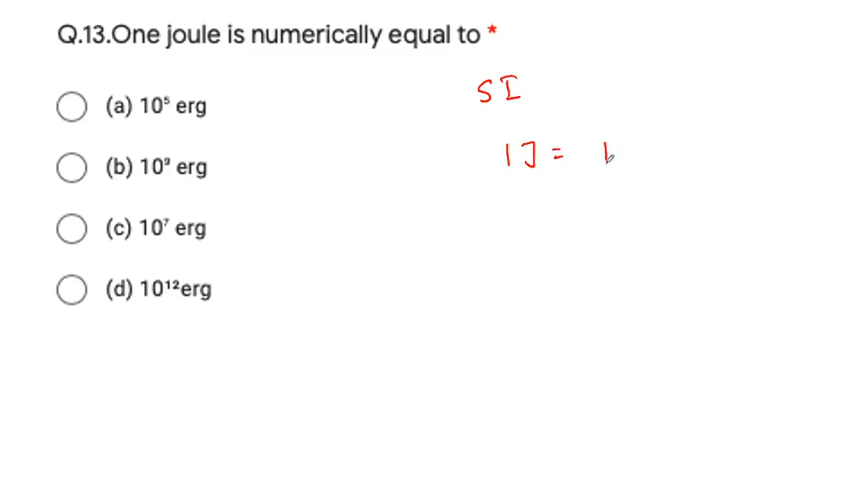 Q.13.One joule is numerically equal to *
SI
(a) 10⁵ erg
1J =
(b) 10⁹ erg
(c) 10⁷ erg
(d) 10¹²erg